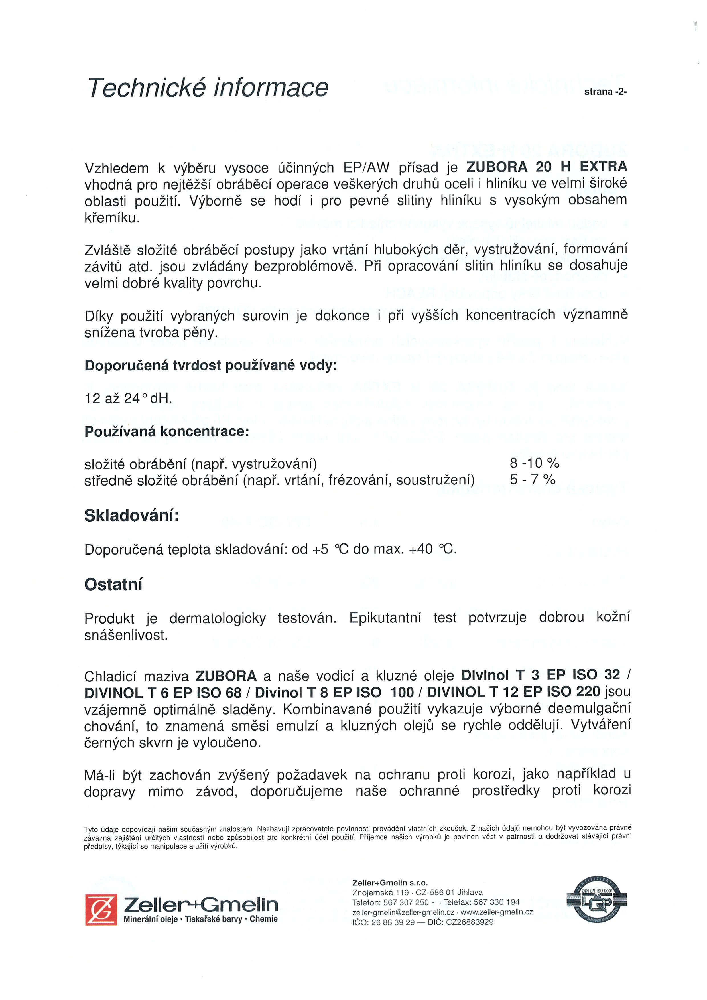 Technické informace
strana -2-
Vzhledem k výběru vysoce účinných EP/AW přísad je ZUBORA 20 H EXTRA
vhodná pro nejtěžší obráběcí operace veškerých druhů oceli i hliníku ve velmi široké
oblasti použití. Výborně se hodí i pro pevné slitiny hliníku s vysokým obsahem
křemíku.
Zvláště složité obráběcí postupy jako vrtání hlubokých děr, vystružování, formování
závitů atd. jsou zvládány bezproblémově. Při opracování slitin hliníku se dosahuje
velmi dobré kvality povrchu.
Díky použití vybraných surovin je dokonce i při vyšších koncentracích významně
snížena tvroba pěny.
Doporučená tvrdost používané vody:
12 až 24° dH.
Používaná koncentrace:
složité obrábění (např. vystružování) 8 -10 %
středně složité obrábění (např. vrtání, frézování, soustružení) 5 - 7 %
Skladování:
Doporučená teplota skladování: od +5 °C do max. +40 °C.
Ostatní
Produkt je dermatologicky testován. Epikutantní test potvrzuje dobrou kožní
snášenlivost.
Chladicí maziva ZUBORA a naše vodicí a kluzné oleje Divinol T 3 EP ISO 32 /
DIVINOL T 6 EP ISO 68 / Divinol T 8 EP ISO 100 / DIVINOL T 12 EP ISO 220 jsou
vzájemně optimálně sladěny. Kombinavané použití vykazuje výborné deemulgační
chování, to znamená směsi emulzí a kluzných olejů se rychle oddělují. Vytváření
černých skvrn je vyloučeno.
Má-li být zachován zvýšený požadavek na ochranu proti korozi, jako například u
dopravy mimo závod, doporučujeme naše ochranné prostředky proti korozi
Tyto údaje odpovídají našim současným znalostem. Nezbavují zpracovatele povinnosti provádění vlastních zkoušek. Z našich údajů nemohou být vyvozována právně
závazná zajištění určitých vlastností nebo způsobilost pro konkrétní účel použití. Příjemce našich výrobků je povinen vést v patrnosti a dodržovat stávající právní
předpisy, týkající se manipulace a užití výrobků.
Zeller+Gmelin
Minerální oleje · Tiskařské barvy · Chemie
Zeller+Gmelin s.r.o.
Znojemská 119 · CZ-586 01 Jihlava
Telefon: 567 307 250 - · Telefax: 567 330 194
zeller-gmelin@zeller-gmelin.cz · www.zeller-gmelin.cz
IČO: 26 88 39 29 — DIČ: CZ26883929
ZERTIFIZIERTES
DIN EN ISO 9001
DQP
QUALITÄTSMANAGEMENTSYSTEM